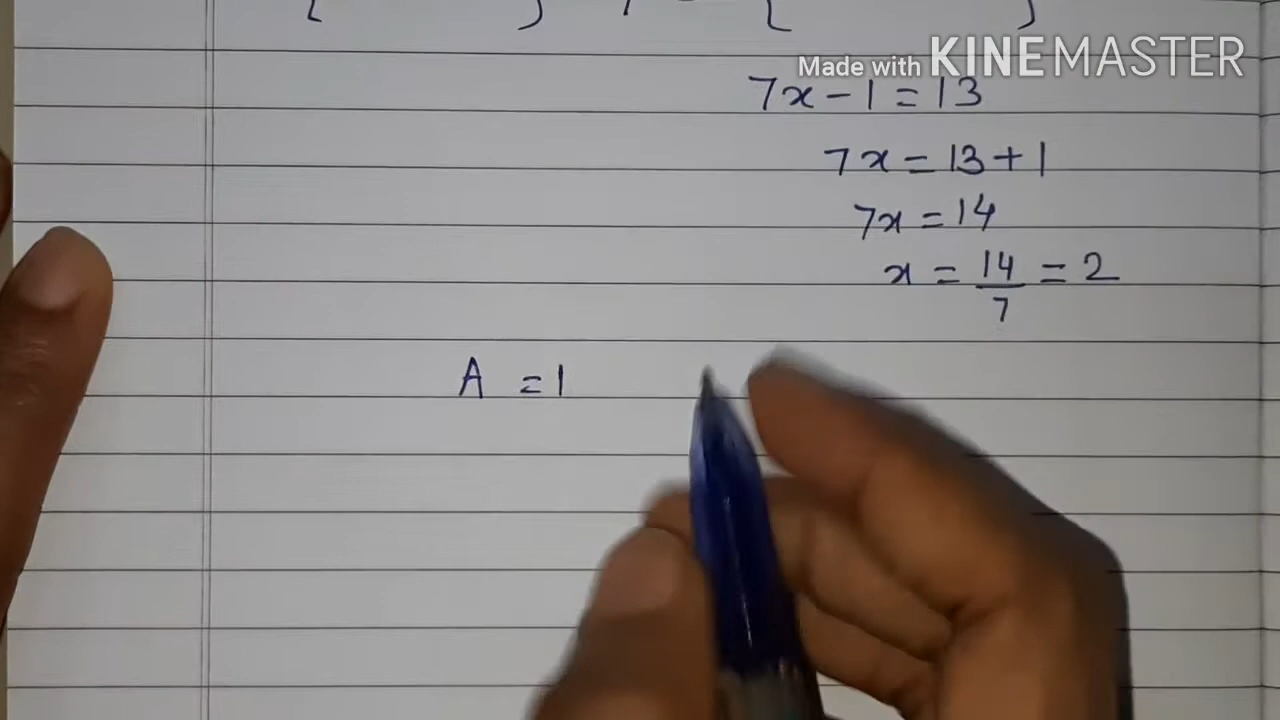 Made with KINEMASTER
7x - 1 = 13
7x = 13 + 1
7x = 14
x = 14/7 = 2
A = 1